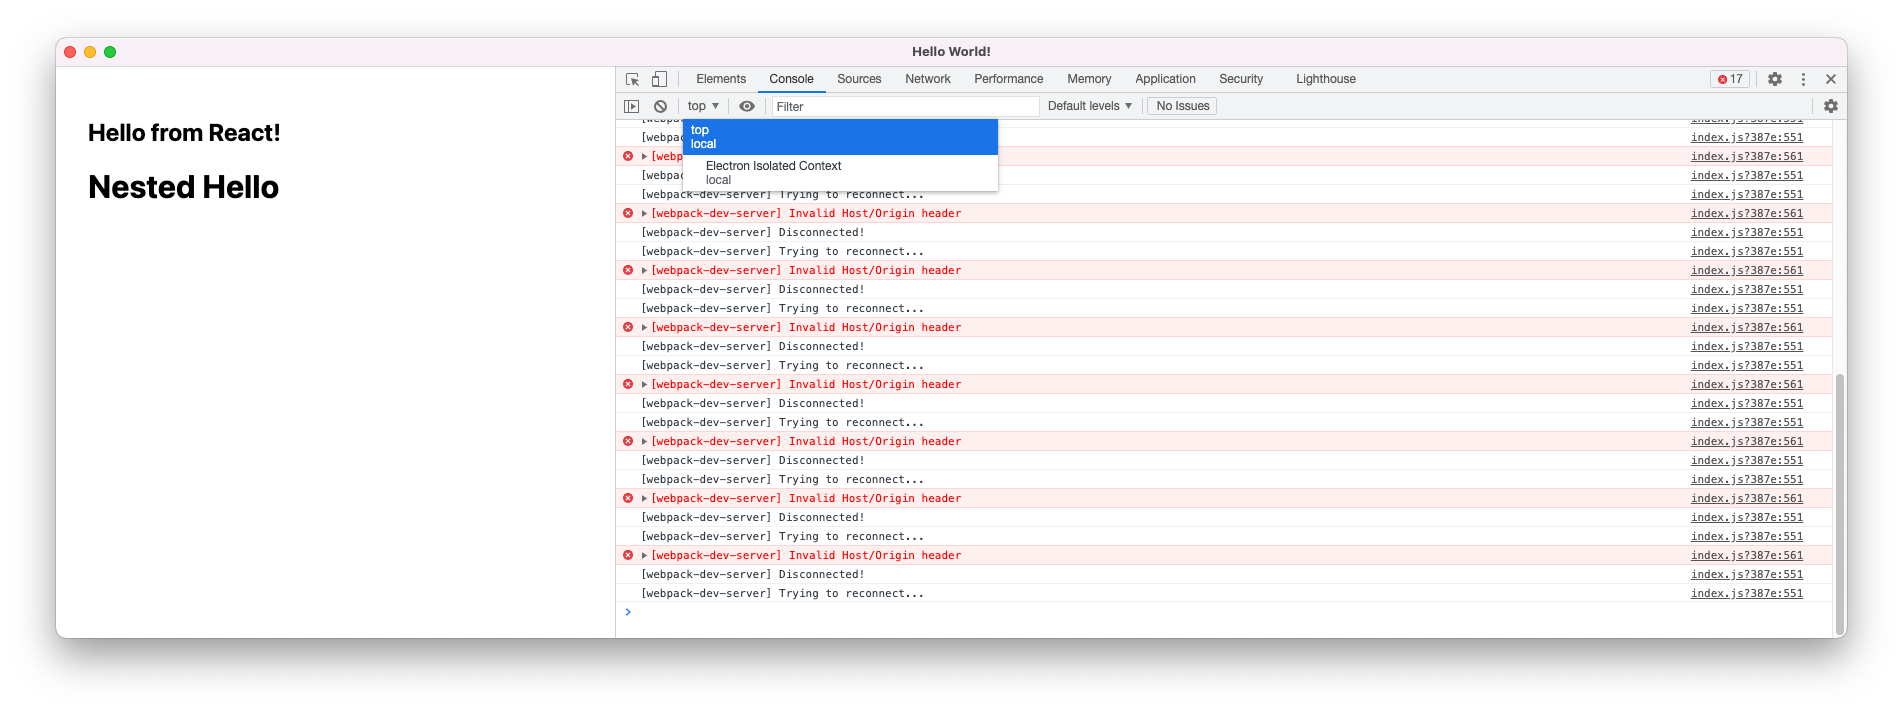 Hello World!
Hello from React!
Nested Hello
Elements Console Sources Network Performance Memory Application Security Lighthouse 17
top Filter Default levels No Issues
top
local
Electron Isolated Context
local
index.js?387e:551
index.js?387e:551
index.js?387e:561
index.js?387e:551
[webpack-dev-server] Trying to reconnect... index.js?387e:551
[webpack-dev-server] Invalid Host/Origin header index.js?387e:561
[webpack-dev-server] Disconnected! index.js?387e:551
[webpack-dev-server] Trying to reconnect... index.js?387e:551
[webpack-dev-server] Invalid Host/Origin header index.js?387e:561
[webpack-dev-server] Disconnected! index.js?387e:551
[webpack-dev-server] Trying to reconnect... index.js?387e:551
[webpack-dev-server] Invalid Host/Origin header index.js?387e:561
[webpack-dev-server] Disconnected! index.js?387e:551
[webpack-dev-server] Trying to reconnect... index.js?387e:551
[webpack-dev-server] Invalid Host/Origin header index.js?387e:561
[webpack-dev-server] Disconnected! index.js?387e:551
[webpack-dev-server] Trying to reconnect... index.js?387e:551
[webpack-dev-server] Invalid Host/Origin header index.js?387e:561
[webpack-dev-server] Disconnected! index.js?387e:551
[webpack-dev-server] Trying to reconnect... index.js?387e:551
[webpack-dev-server] Invalid Host/Origin header index.js?387e:561
[webpack-dev-server] Disconnected! index.js?387e:551
[webpack-dev-server] Trying to reconnect... index.js?387e:551
[webpack-dev-server] Invalid Host/Origin header index.js?387e:561
[webpack-dev-server] Disconnected! index.js?387e:551
[webpack-dev-server] Trying to reconnect... index.js?387e:551